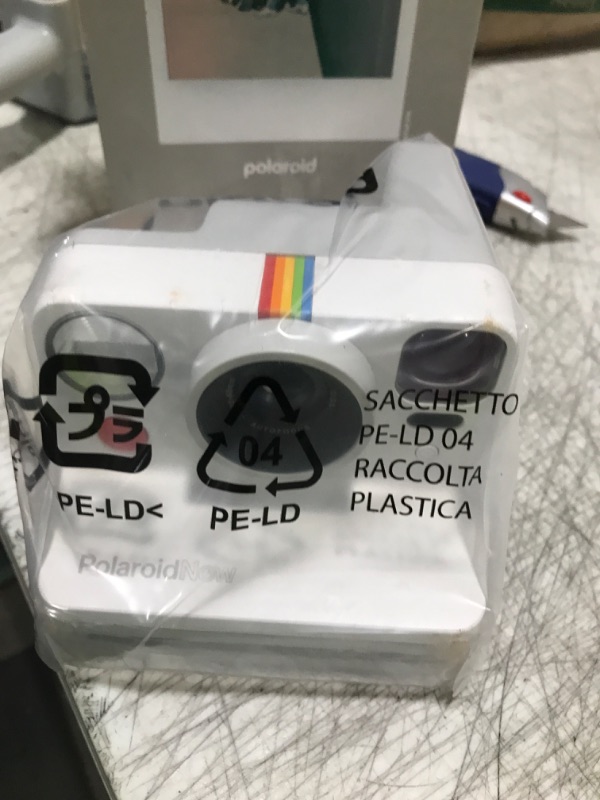 polaroid
プラ
PE-LD<
04
PE-LD
SACCHETTO
PE-LD 04
RACCOLTA
PLASTICA
PolaroidNow